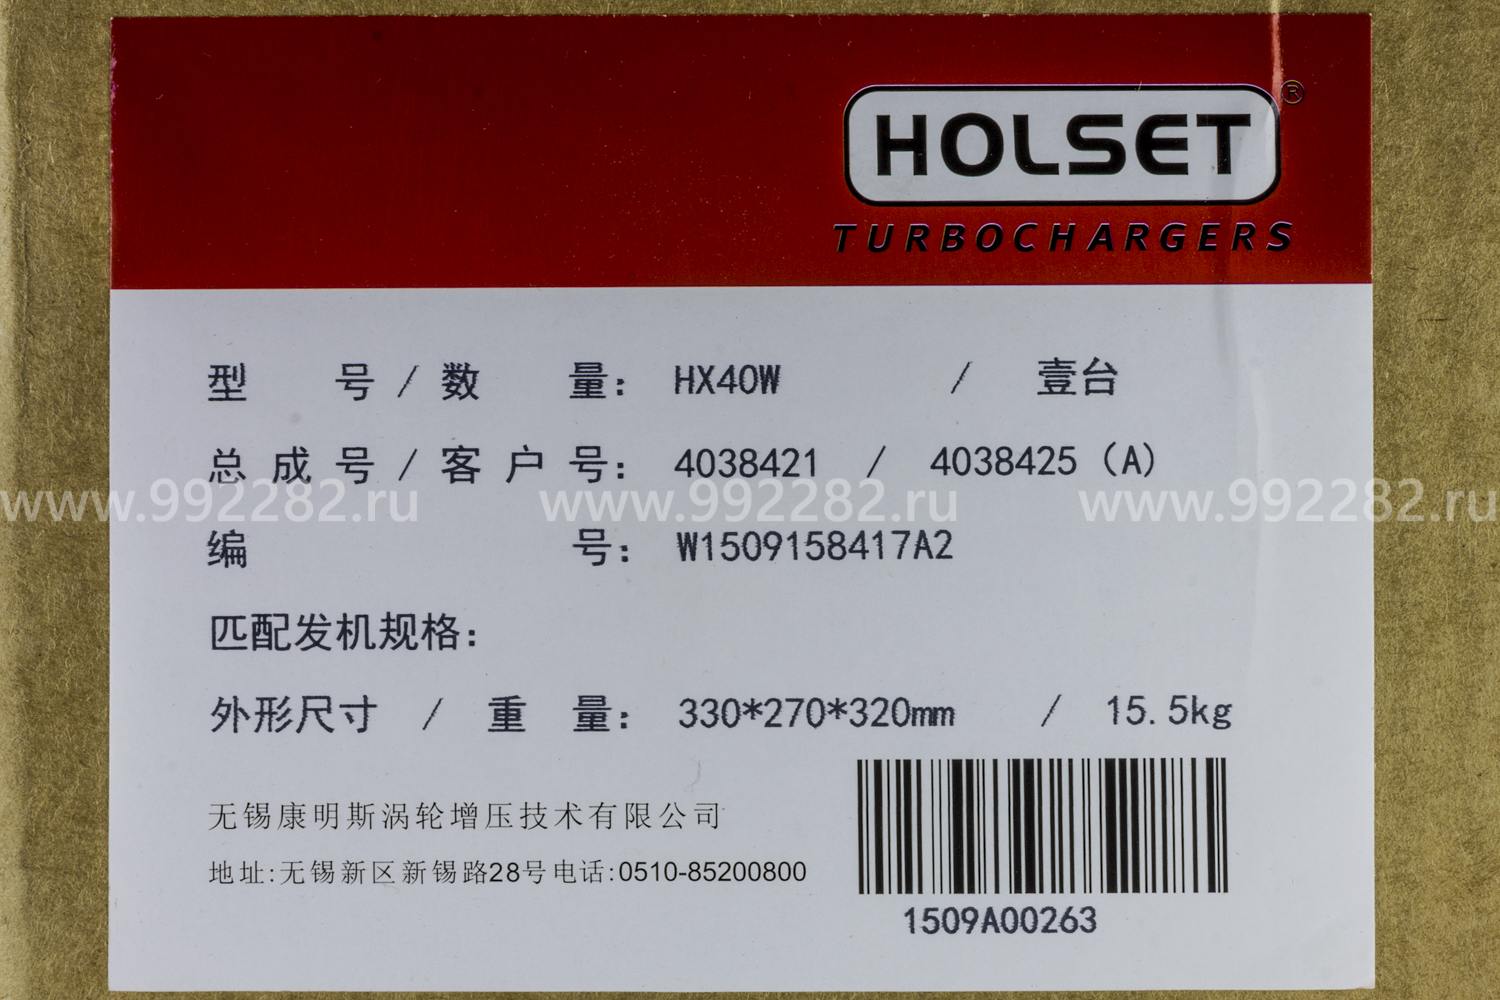 HOLSET®
TURBOCHARGERS
型号/数量: HX40W / 壹台
总成号/客户号: 4038421 / 4038425 (A)
www.992282.ru www.992282.ru www.992282.ru
编号: W1509158417A2
匹配发机规格:
外形尺寸 / 重量: 330*270*320mm / 15.5kg
无锡康明斯涡轮增压技术有限公司
地址:无锡新区新锡路28号电话:0510-85200800
1509A00263